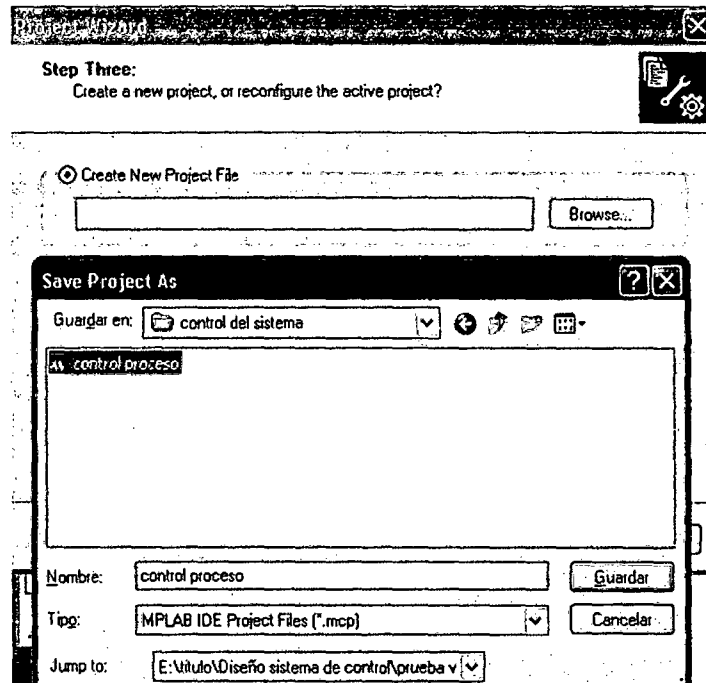 Project Wizard
Step Three:
Create a new project, or reconfigure the active project?
Create New Project File
Browse...
Save Project As
Guardar en: control del sistema
control proceso
Nombre: control proceso Guardar
Tipo: MPLAB IDE Project Files (*.mcp) Cancelar
Jump to: E:\titulo\Diseño sistema de control\prueba v